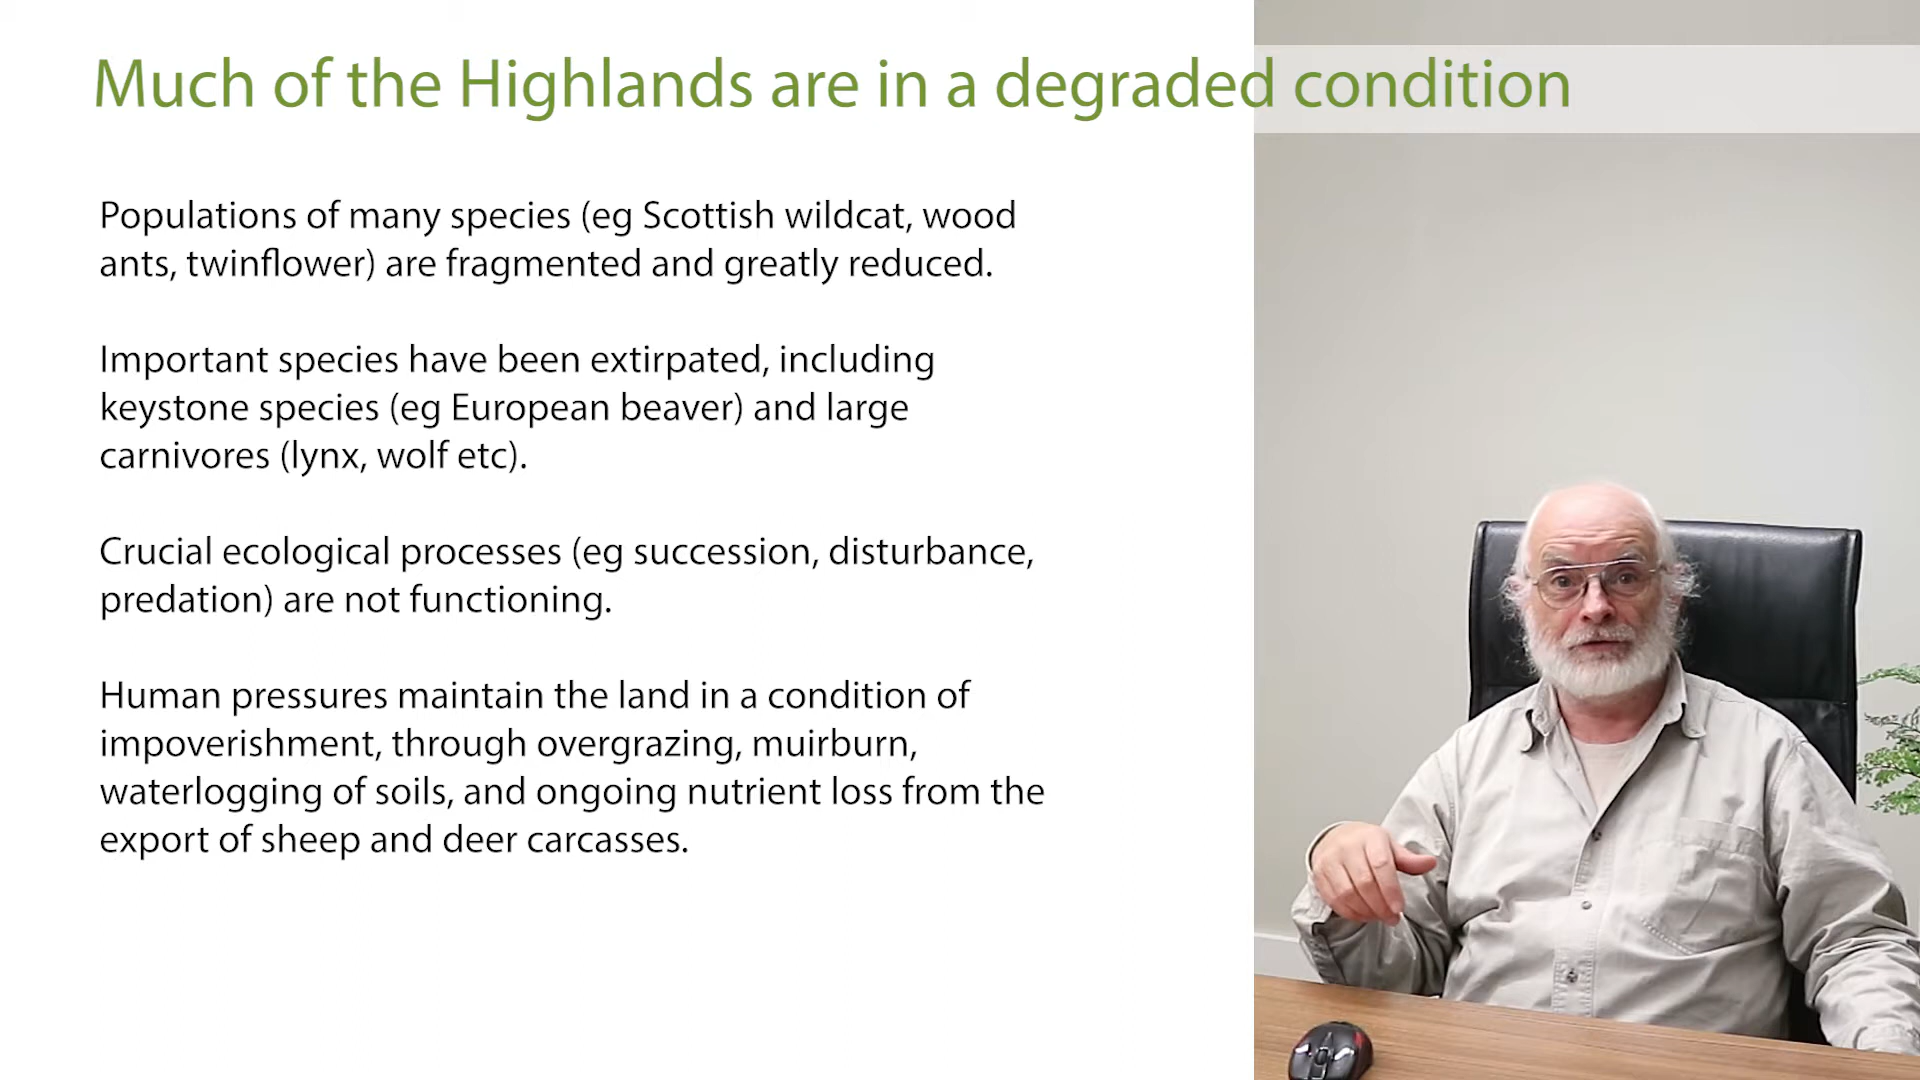 Much of the Highlands are in a degraded condition
Populations of many species (eg Scottish wildcat, wood
ants, twinflower) are fragmented and greatly reduced.
Important species have been extirpated, including
keystone species (eg European beaver) and large
carnivores (lynx, wolf etc).
Crucial ecological processes (eg succession, disturbance,
predation) are not functioning.
Human pressures maintain the land in a condition of
impoverishment, through overgrazing, muirburn,
waterlogging of soils, and ongoing nutrient loss from the
export of sheep and deer carcasses.